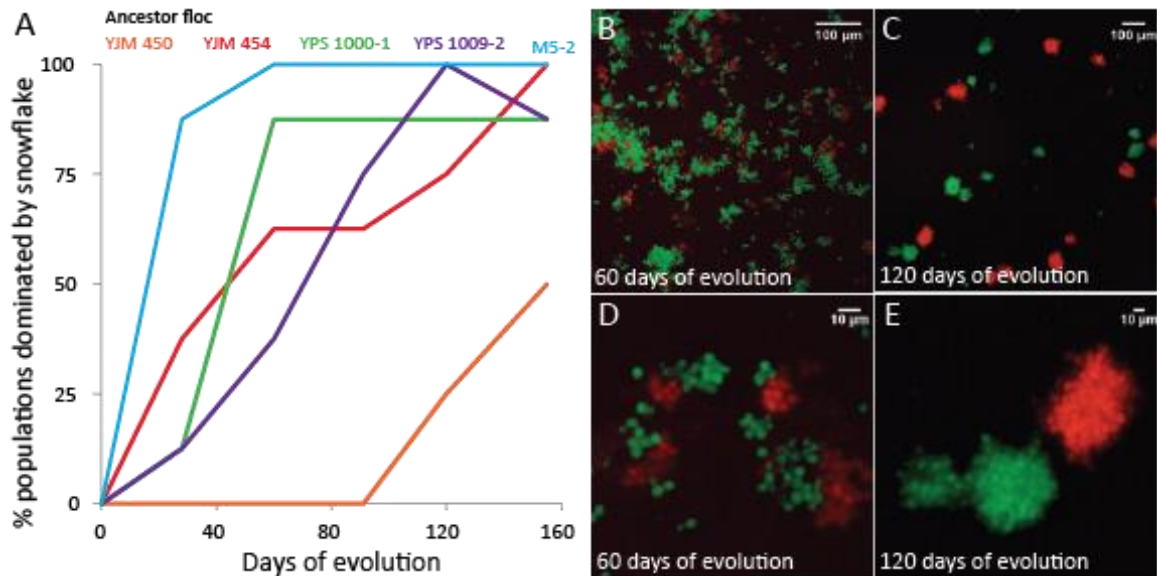 A
Ancestor floc
YJM 450 YJM 454 YPS 1000-1 YPS 1009-2 M5-2
% populations dominated by snowflake
100
75
50
25
0
0 40 80 120 160
Days of evolution
B
100 µm
60 days of evolution
C
100 µm
120 days of evolution
D
10 µm
60 days of evolution
E
10 µm
120 days of evolution